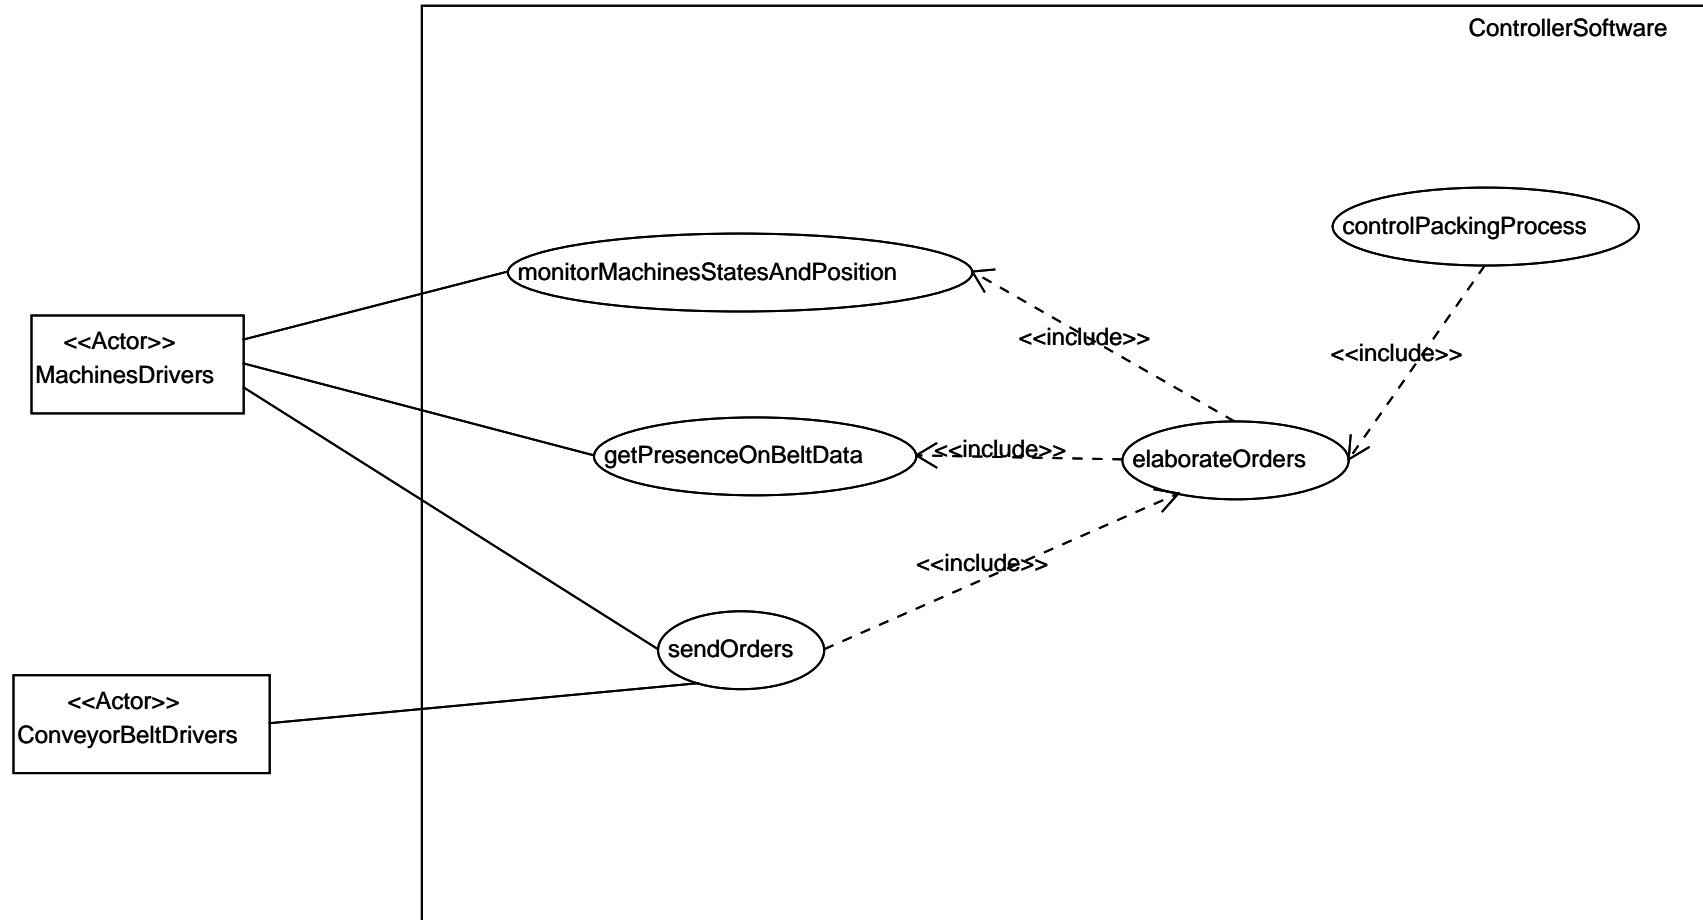 ControllerSoftware
controlPackingProcess
monitorMachinesStatesAndPosition
<<include>>
<<include>>
<<Actor>>
MachinesDrivers
getPresenceOnBeltData
<<include>>
elaborateOrders
<<include>>
sendOrders
<<Actor>>
ConveyorBeltDrivers